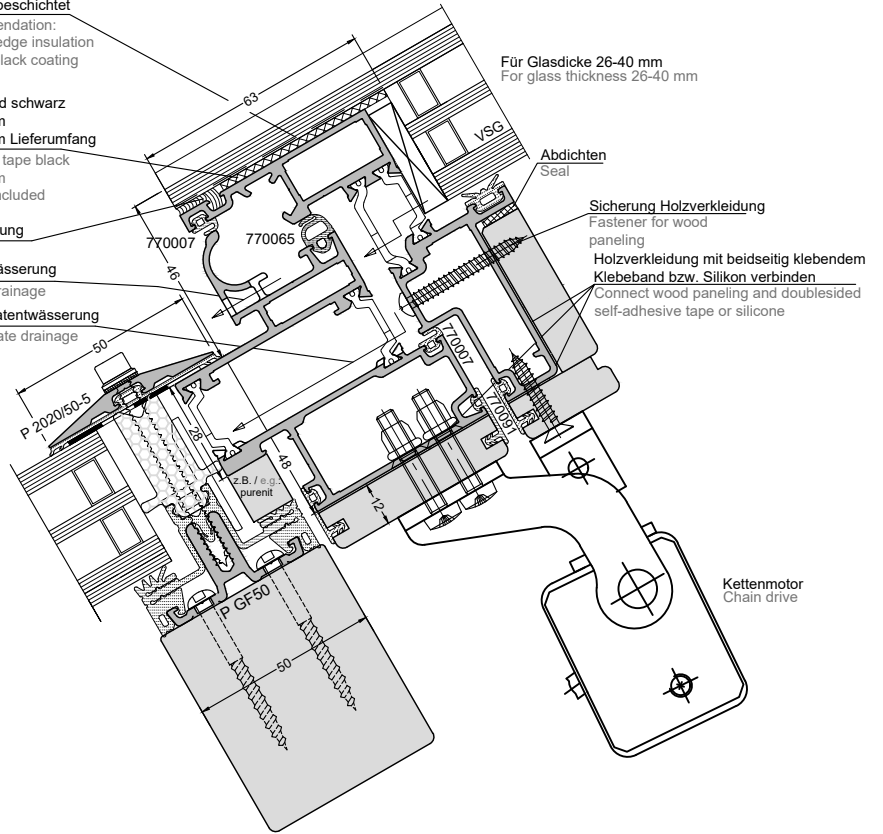 beschichtet
endation:
edge insulation
lack coating
Für Glasdicke 26-40 mm
For glass thickness 26-40 mm
63
VSG
d schwarz
m
m Lieferumfang
tape black
m
ncluded
Abdichten
Seal
Sicherung Holzverkleidung
Fastener for wood
paneling
ung
770007
770065
Holzverkleidung mit beidseitig klebendem
Klebeband bzw. Silikon verbinden
Connect wood paneling and doublesided
self-adhesive tape or silicone
46
ässerung
rainage
atentwässerung
ate drainage
50
770007
P 2020/50-5
770091
28
48
z.B. / e.g.:
purenit
12
Kettenmotor
Chain drive
P GF50
50